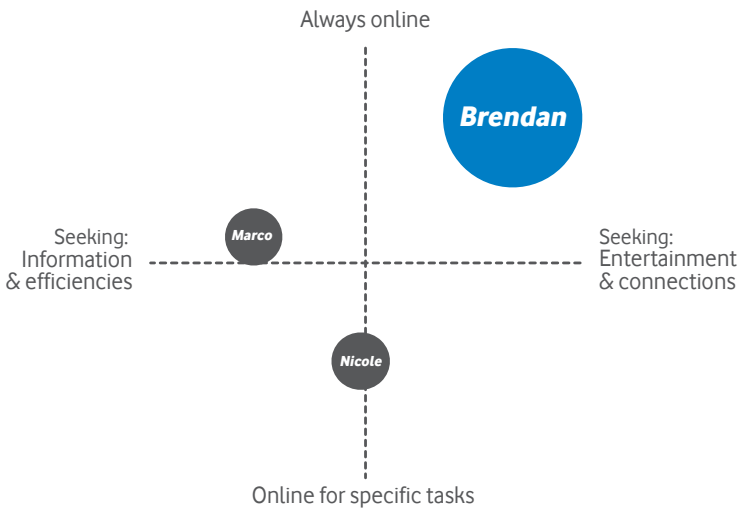 Always online
Brendan
Marco
Seeking:
Information
& efficiencies
Seeking:
Entertainment
& connections
Nicole
Online for specific tasks